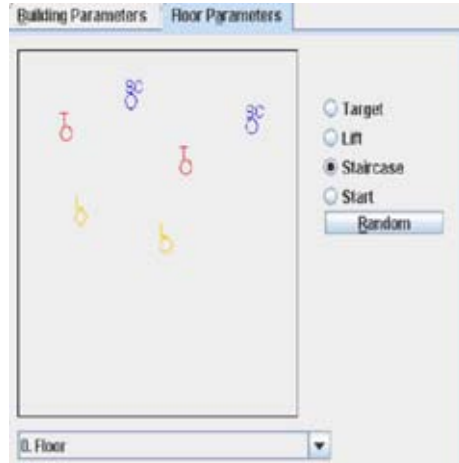 Building Parameters Floor Parameters
SC
SC
T
T
L
L
Target
Lift
Staircase
Start
Random
0. Floor